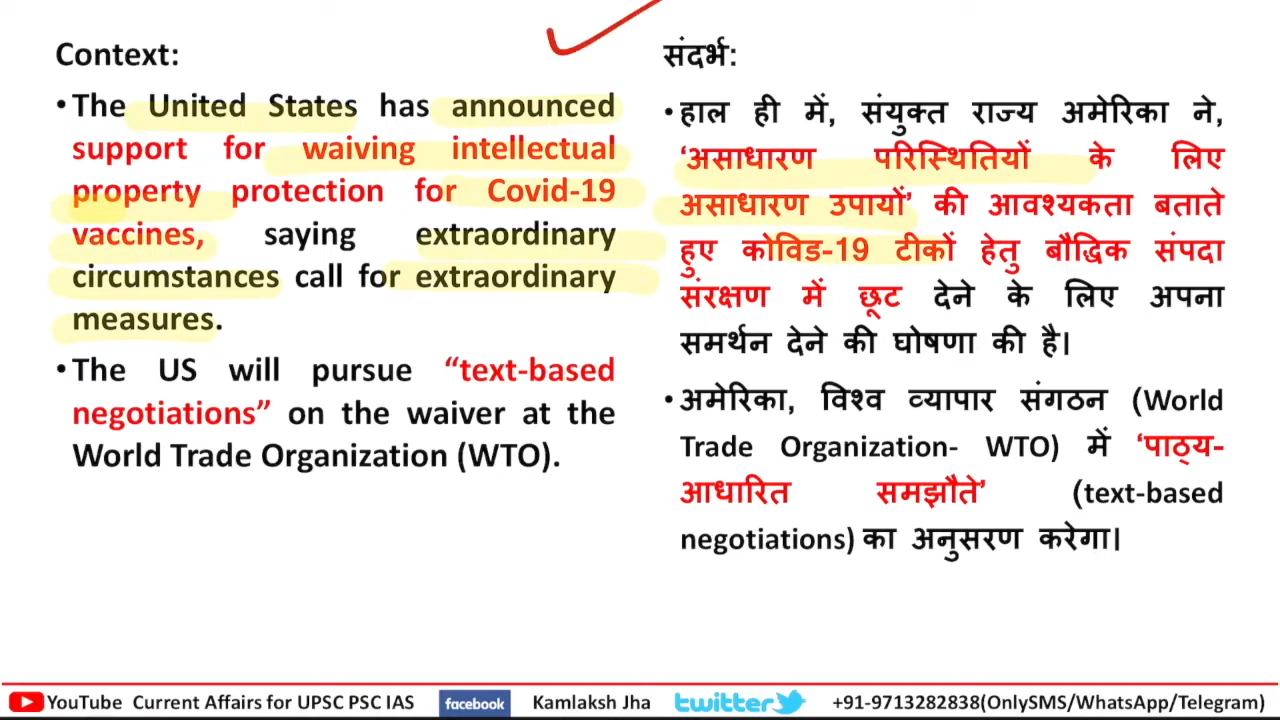 Context:
•The United States has announced
support for waiving intellectual
property protection for Covid-19
vaccines, saying extraordinary
circumstances call for extraordinary
measures.
•The US will pursue “text-based
negotiations” on the waiver at the
World Trade Organization (WTO).
संदर्भ:
•हाल ही में, संयुक्त राज्य अमेरिका ने,
‘असाधारण परिस्थितियों के लिए
असाधारण उपायों’ की आवश्यकता बताते
हुए कोविड-19 टीकों हेतु बौद्धिक संपदा
संरक्षण में छूट देने के लिए अपना
समर्थन देने की घोषणा की है।
•अमेरिका, विश्व व्यापार संगठन (World
Trade Organization- WTO) में ‘पाठ्य-
आधारित समझौते’ (text-based
negotiations) का अनुसरण करेगा।
YouTube Current Affairs for UPSC PSC IAS facebook Kamlaksh Jha twitter +91-9713282838(OnlySMS/WhatsApp/Telegram)